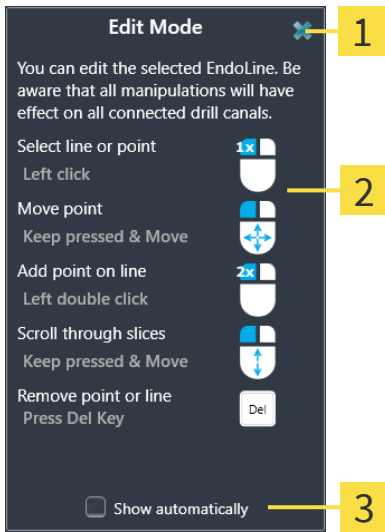 Edit Mode
1
You can edit the selected EndoLine. Be
aware that all manipulations will have
effect on all connected drill canals.
Select line or point
1x
Left click
2
Move point
Keep pressed & Move
Add point on line
2x
Left double click
Scroll through slices
Keep pressed & Move
Remove point or line
Del
Press Del Key
Show automatically
3